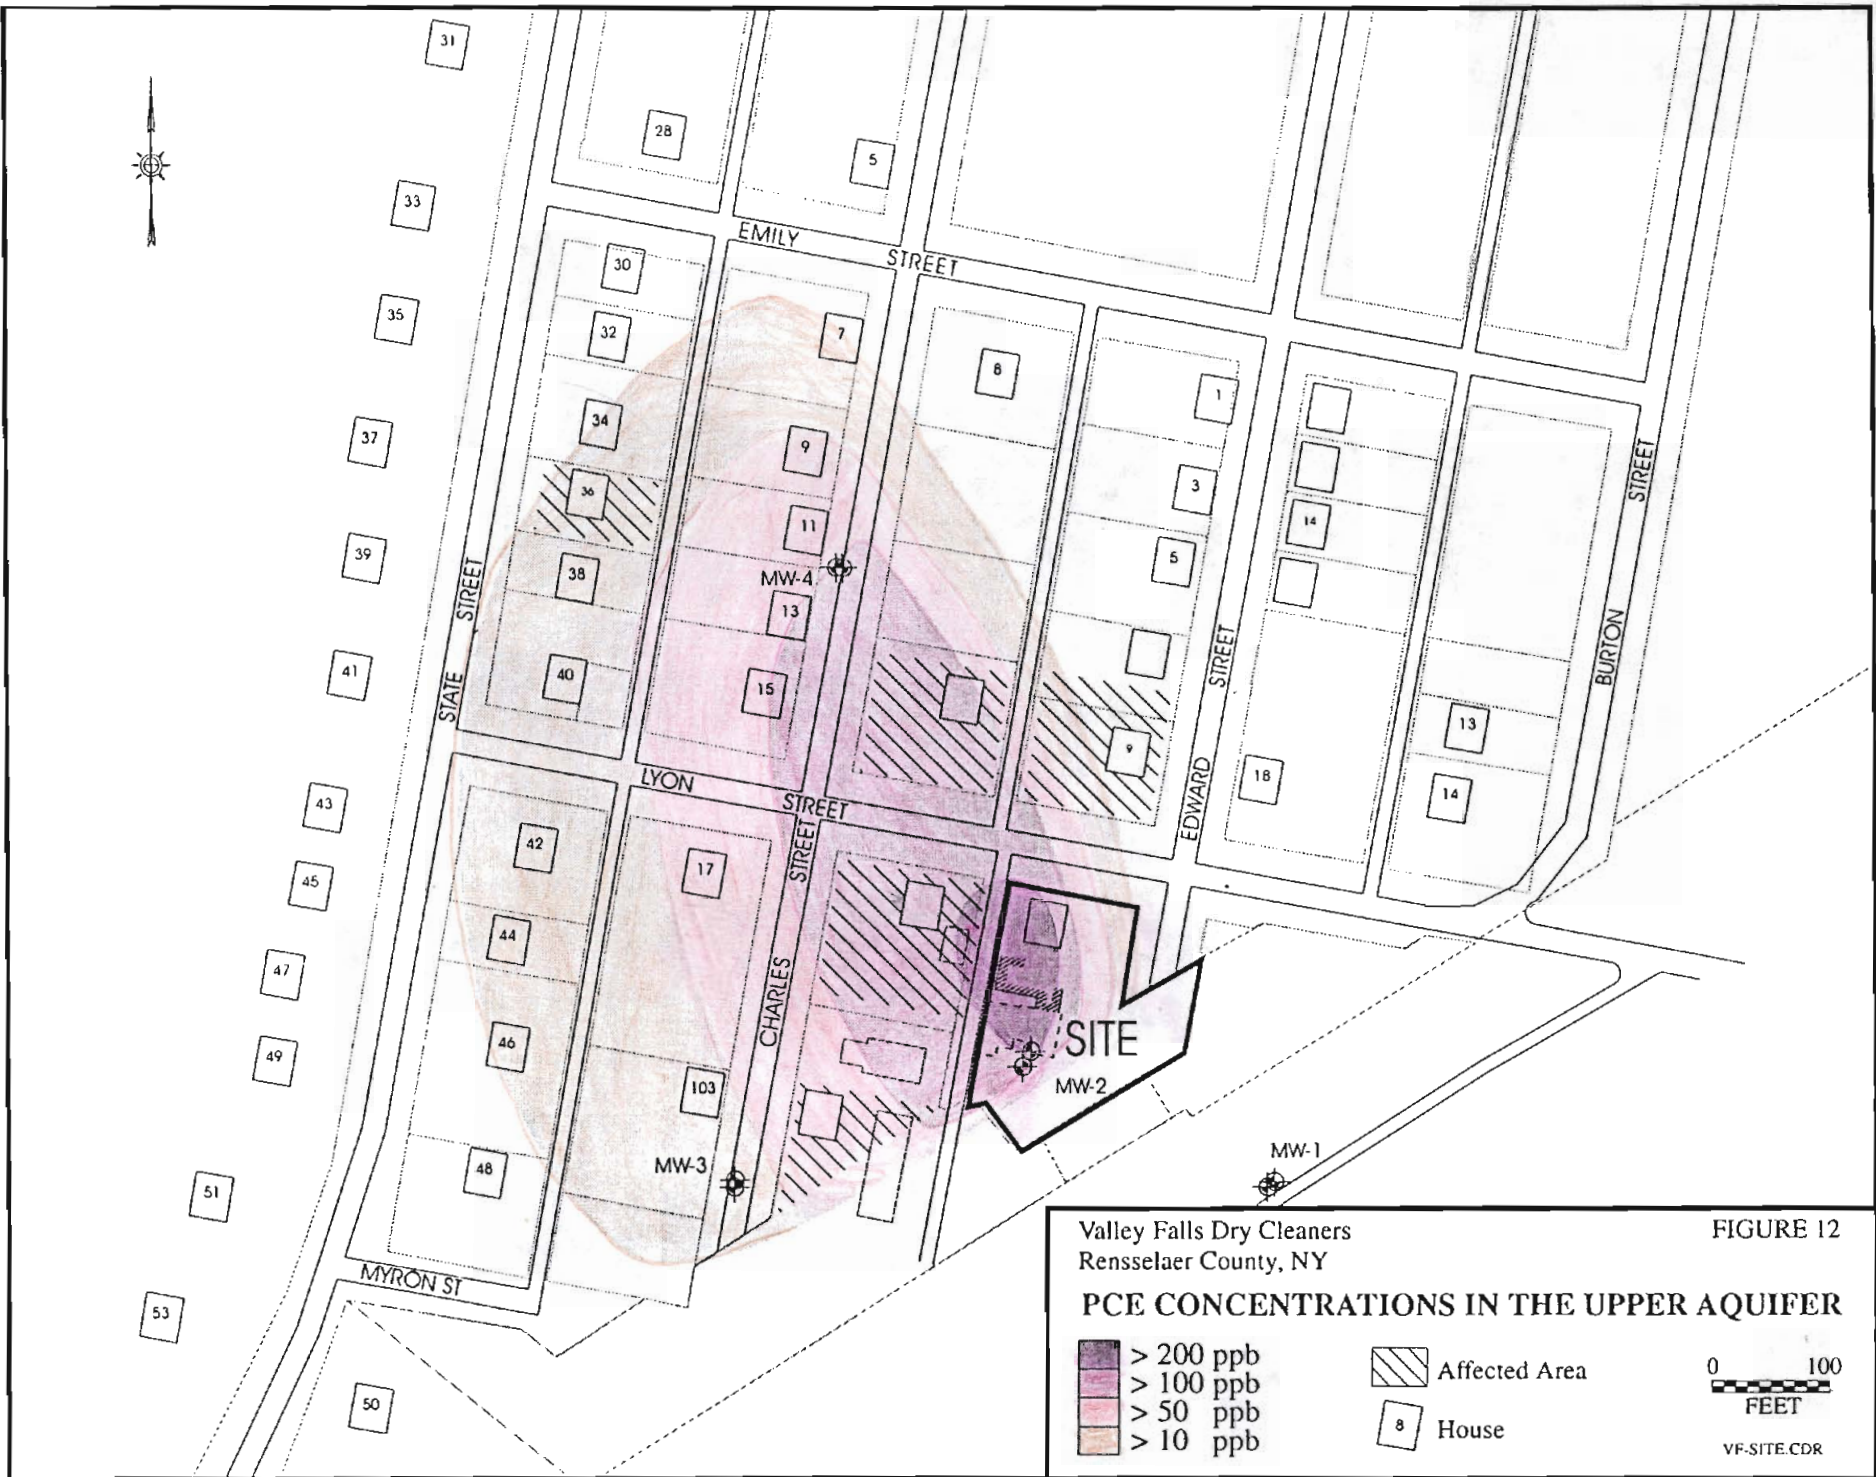 31
28
5
33
EMILY
STREET
30
35
32
7
8
1
34
9
37
36
3
14
STREET
11
39
38
MW-4
5
13
STREET
BURTON
41
40
15
STATE
STREET
13
9
LYON
STREET
18
14
43
EDWARD
42
STREET
17
45
44
47
CHARLES
46
49
SITE
MW-2
103
48
MW-3
MW-1
51
MYRON ST
53
50
Valley Falls Dry Cleaners
FIGURE 12
Rensselaer County, NY
PCE CONCENTRATIONS IN THE UPPER AQUIFER
> 200 ppb
> 100 ppb
> 50 ppb
> 10 ppb
Affected Area
8
House
0 100
FEET
VF-SITE.CDR